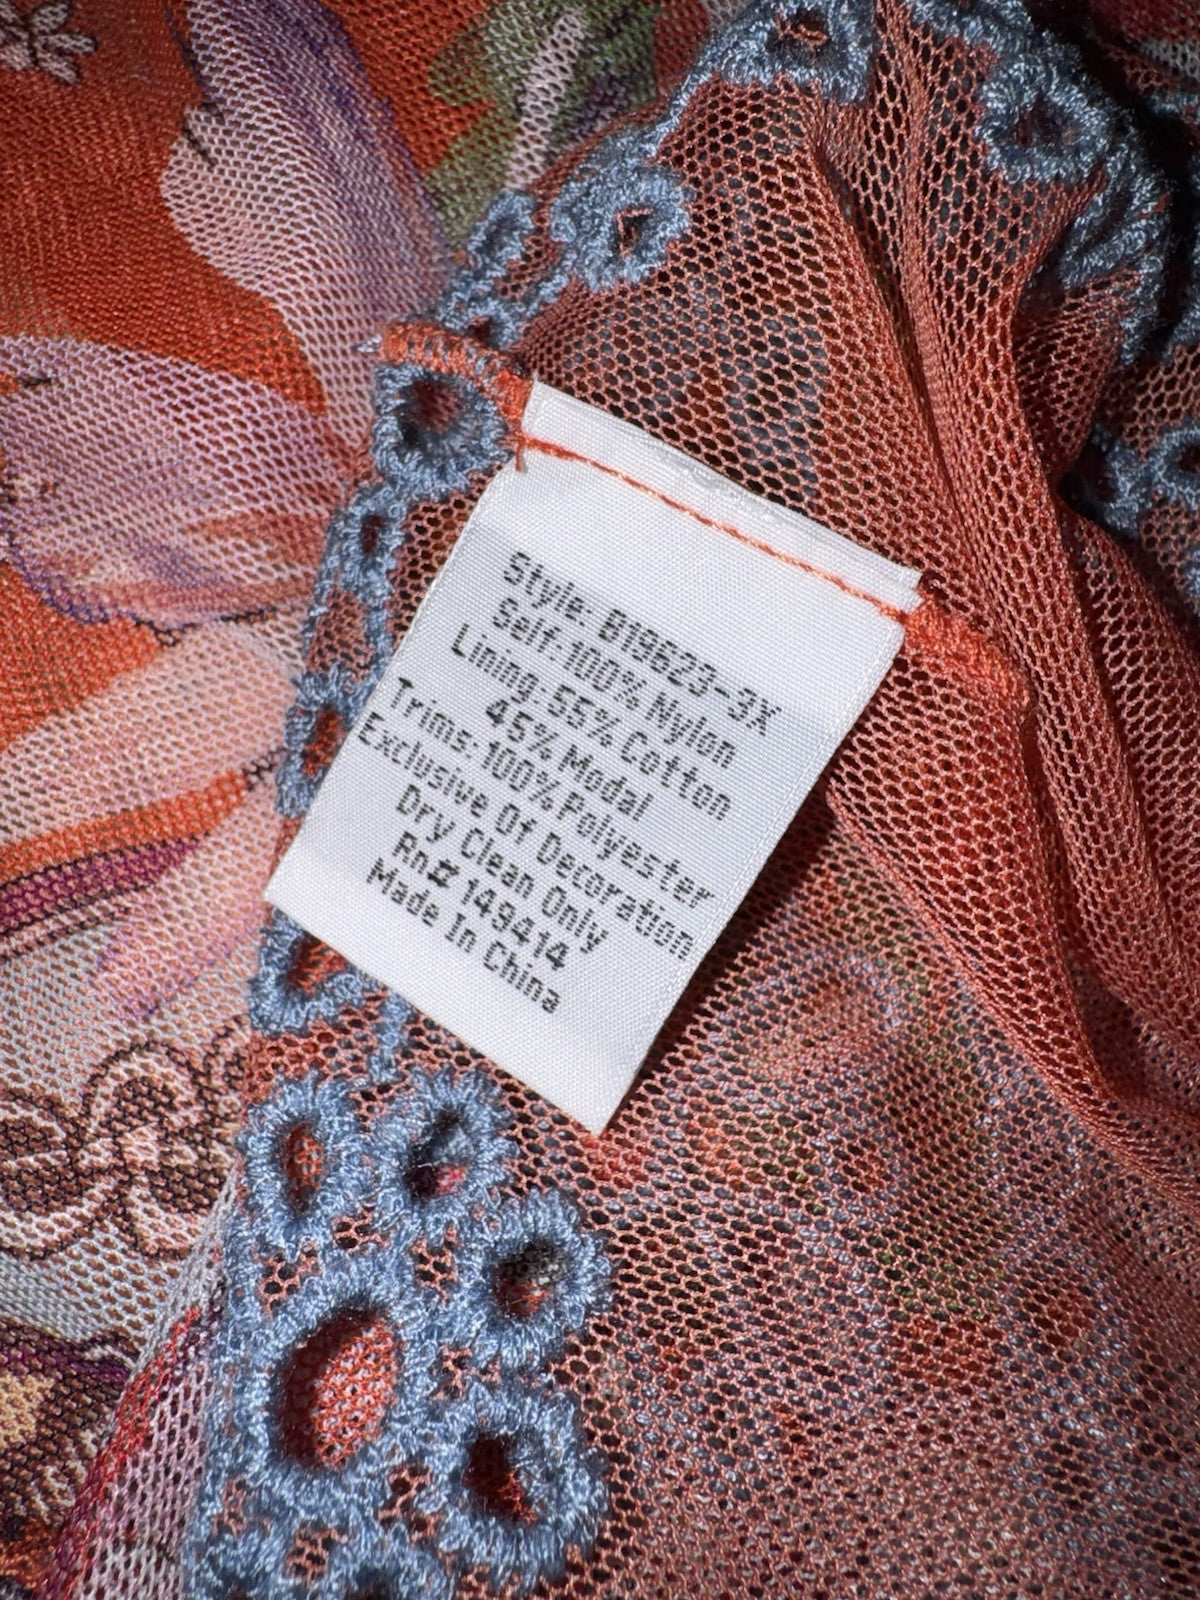 Style: B19623-3X
Self: 100% Nylon
Lining: 55% Cotton
45% Modal
Trims: 100% Polyester
Exclusive Of Decoration
Dry Clean Only
Rn# 149414
Made In China